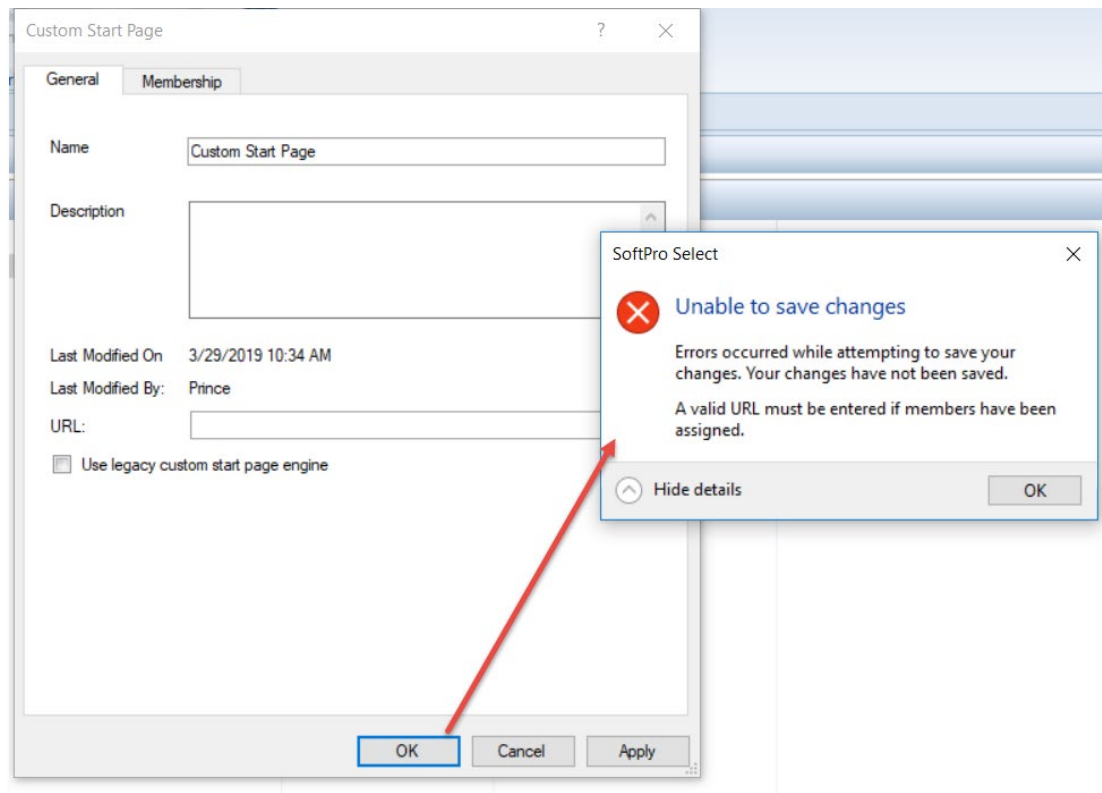 Custom Start Page
?
General
Membership
Name
Custom Start Page
Description
Last Modified On 3/29/2019 10:34 AM
Last Modified By: Prince
URL:
Use legacy custom start page engine
OK
Cancel
Apply
SoftPro Select
Unable to save changes
Errors occurred while attempting to save your
changes. Your changes have not been saved.
A valid URL must be entered if members have been
assigned.
Hide details
OK